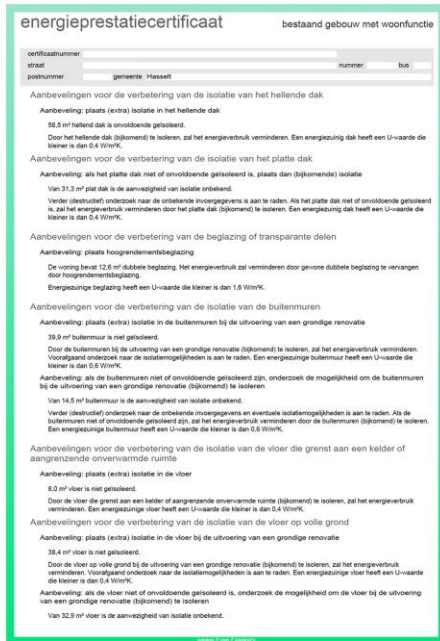 energieprestatiecertificaat
bestaand gebouw met woonfunctie
certificaatnummer
straat nummer bus
postnummer gemeente Hasselt
Aanbevelingen voor de verbetering van de isolatie van het hellende dak
Aanbeveling: plaats (extra) isolatie in het hellende dak
58,5 m² hellend dak is onvoldoende geïsoleerd.
Door het hellende dak (bijkomend) te isoleren, zal het energieverbruik verminderen. Een energiezuinig dak heeft een U-waarde die
kleiner is dan 0,4 W/m²K.
Aanbevelingen voor de verbetering van de isolatie van het platte dak
Aanbeveling: als het platte dak niet of onvoldoende geïsoleerd is, plaats dan (bijkomende) isolatie
Van 31,3 m² plat dak is de aanwezigheid van isolatie onbekend.
Verder (destructief) onderzoek naar de onbekende invoergegevens is aan te raden. Als het platte dak niet of onvoldoende geïsoleerd
is, zal het energieverbruik verminderen door het platte dak (bijkomend) te isoleren. Een energiezuinig dak heeft een U-waarde die
kleiner is dan 0,4 W/m²K.
Aanbevelingen voor de verbetering van de beglazing of transparante delen
Aanbeveling: plaats hoogrendementsbeglazing
De woning bevat 12,6 m² dubbele beglazing. Het energieverbruik zal verminderen door gewone dubbele beglazing te vervangen
door hoogrendementsbeglazing.
Energiezuinige beglazing heeft een U-waarde die kleiner is dan 1,6 W/m²K.
Aanbevelingen voor de verbetering van de isolatie van de buitenmuren
Aanbeveling: plaats (extra) isolatie in de buitenmuren bij de uitvoering van een grondige renovatie
39,9 m² buitenmuur is niet geïsoleerd.
Door de buitenmuren bij de uitvoering van een grondige renovatie (bijkomend) te isoleren, zal het energieverbruik verminderen.
Voorafgaand onderzoek naar de isolatiemogelijkheden is aan te raden. Een energiezuinige buitenmuur heeft een U-waarde die
kleiner is dan 0,6 W/m²K.
Aanbeveling: als de buitenmuren niet of onvoldoende geïsoleerd zijn, onderzoek de mogelijkheid om de buitenmuren
bij de uitvoering van een grondige renovatie (bijkomend) te isoleren
Van 14,5 m² buitenmuur is de aanwezigheid van isolatie onbekend.
Verder (destructief) onderzoek naar de onbekende invoergegevens en eventuele isolatiemogelijkheden is aan te raden. Als de
buitenmuren niet of onvoldoende geïsoleerd zijn, zal het energieverbruik verminderen door de buitenmuren (bijkomend) te isoleren.
Een energiezuinige buitenmuur heeft een U-waarde die kleiner is dan 0,6 W/m²K.
Aanbevelingen voor de verbetering van de isolatie van de vloer die grenst aan een kelder of
aangrenzende onverwarmde ruimte
Aanbeveling: plaats (extra) isolatie in de vloer
8,0 m² vloer is niet geïsoleerd.
Door de vloer die grenst aan een kelder of aangrenzende onverwarmde ruimte (bijkomend) te isoleren, zal het energieverbruik
verminderen. Een energiezuinige vloer heeft een U-waarde die kleiner is dan 0,4 W/m²K.
Aanbevelingen voor de verbetering van de isolatie van de vloer op volle grond
Aanbeveling: plaats (extra) isolatie in de vloer bij de uitvoering van een grondige renovatie
38,4 m² vloer is niet geïsoleerd.
Door de vloer op volle grond bij de uitvoering van een grondige renovatie (bijkomend) te isoleren, zal het energieverbruik
verminderen. Voorafgaand onderzoek naar de isolatiemogelijkheden is aan te raden. Een energiezuinige vloer heeft een U-waarde
die kleiner is dan 0,4 W/m²K.
Aanbeveling: als de vloer niet of onvoldoende geïsoleerd is, onderzoek de mogelijkheid om de vloer bij de uitvoering
van een grondige renovatie (bijkomend) te isoleren
Van 32,9 m² vloer is de aanwezigheid van isolatie onbekend.